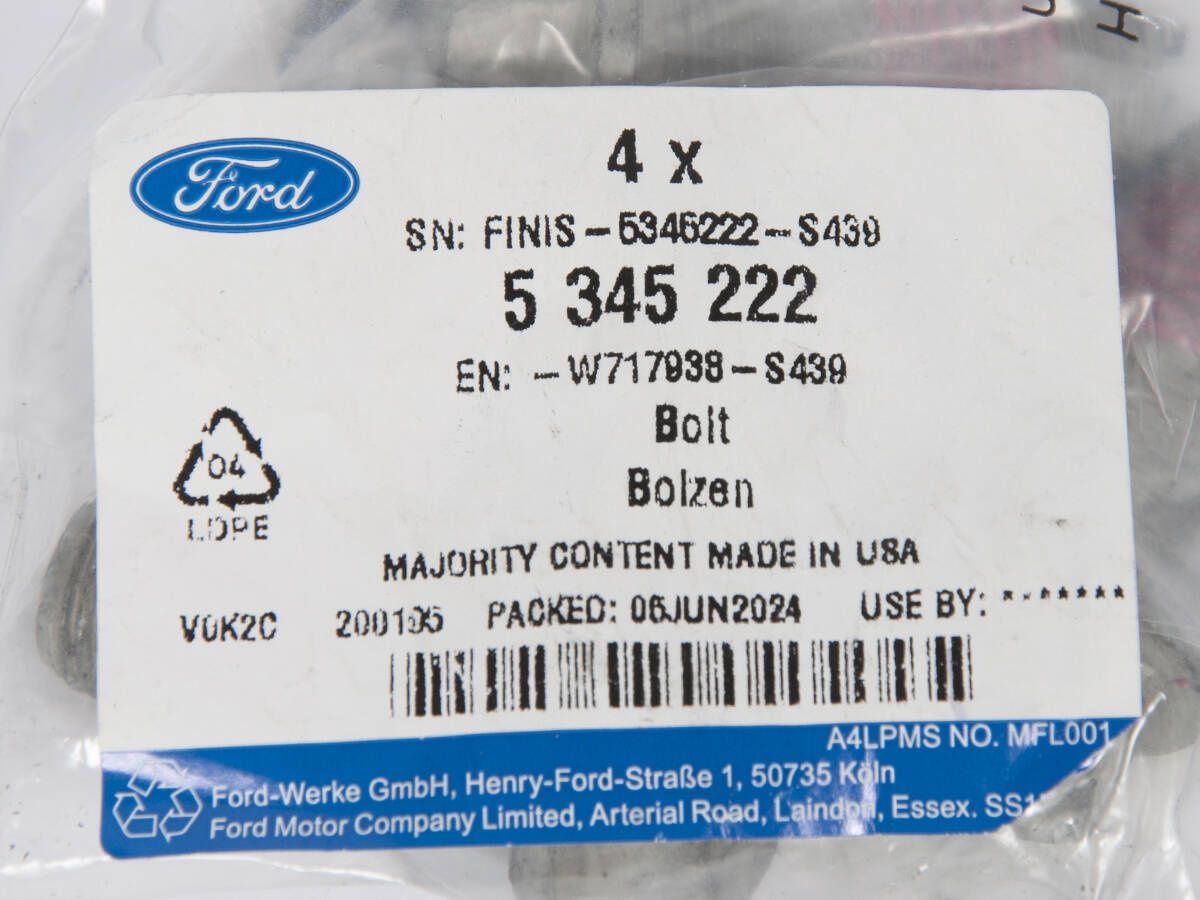 Ford
4 x
SN: FINIS-5345222-S439
5 345 222
EN: -W717938-S439
Bolt
Bolzen
04
LDPE
MAJORITY CONTENT MADE IN USA
V0K2C 200195 PACKED: 06JUN2024 USE BY: *-******
A4LPMS NO. MFL001
Ford-Werke GmbH, Henry-Ford-Straße 1, 50735 Köln
Ford Motor Company Limited, Arterial Road, Laindon, Essex.
H